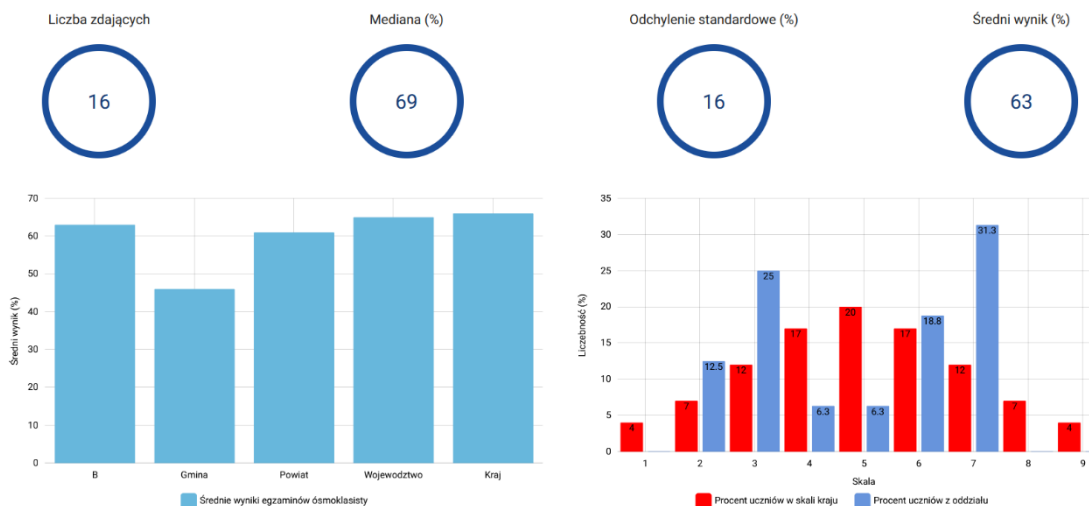 Liczba zdających
Mediana (%)
Odchylenie standardowe (%)
Średni wynik (%)
16
69
16
63
70
60
50
40
30
20
10
0
Średni wynik (%)
B
Gmina
Powiat
Wojewodztwo
Kraj
Średnie wyniki egzaminów ósmoklasisty
35
30
25
20
15
10
5
0
Liczebność (%)
4
7
12.5
12
25
17
6.3
20
6.3
17
18.8
12
31.3
7
4
1
2
3
4
5
6
7
8
9
Skala
Procent uczniów w skali kraju
Procent uczniów z oddziału